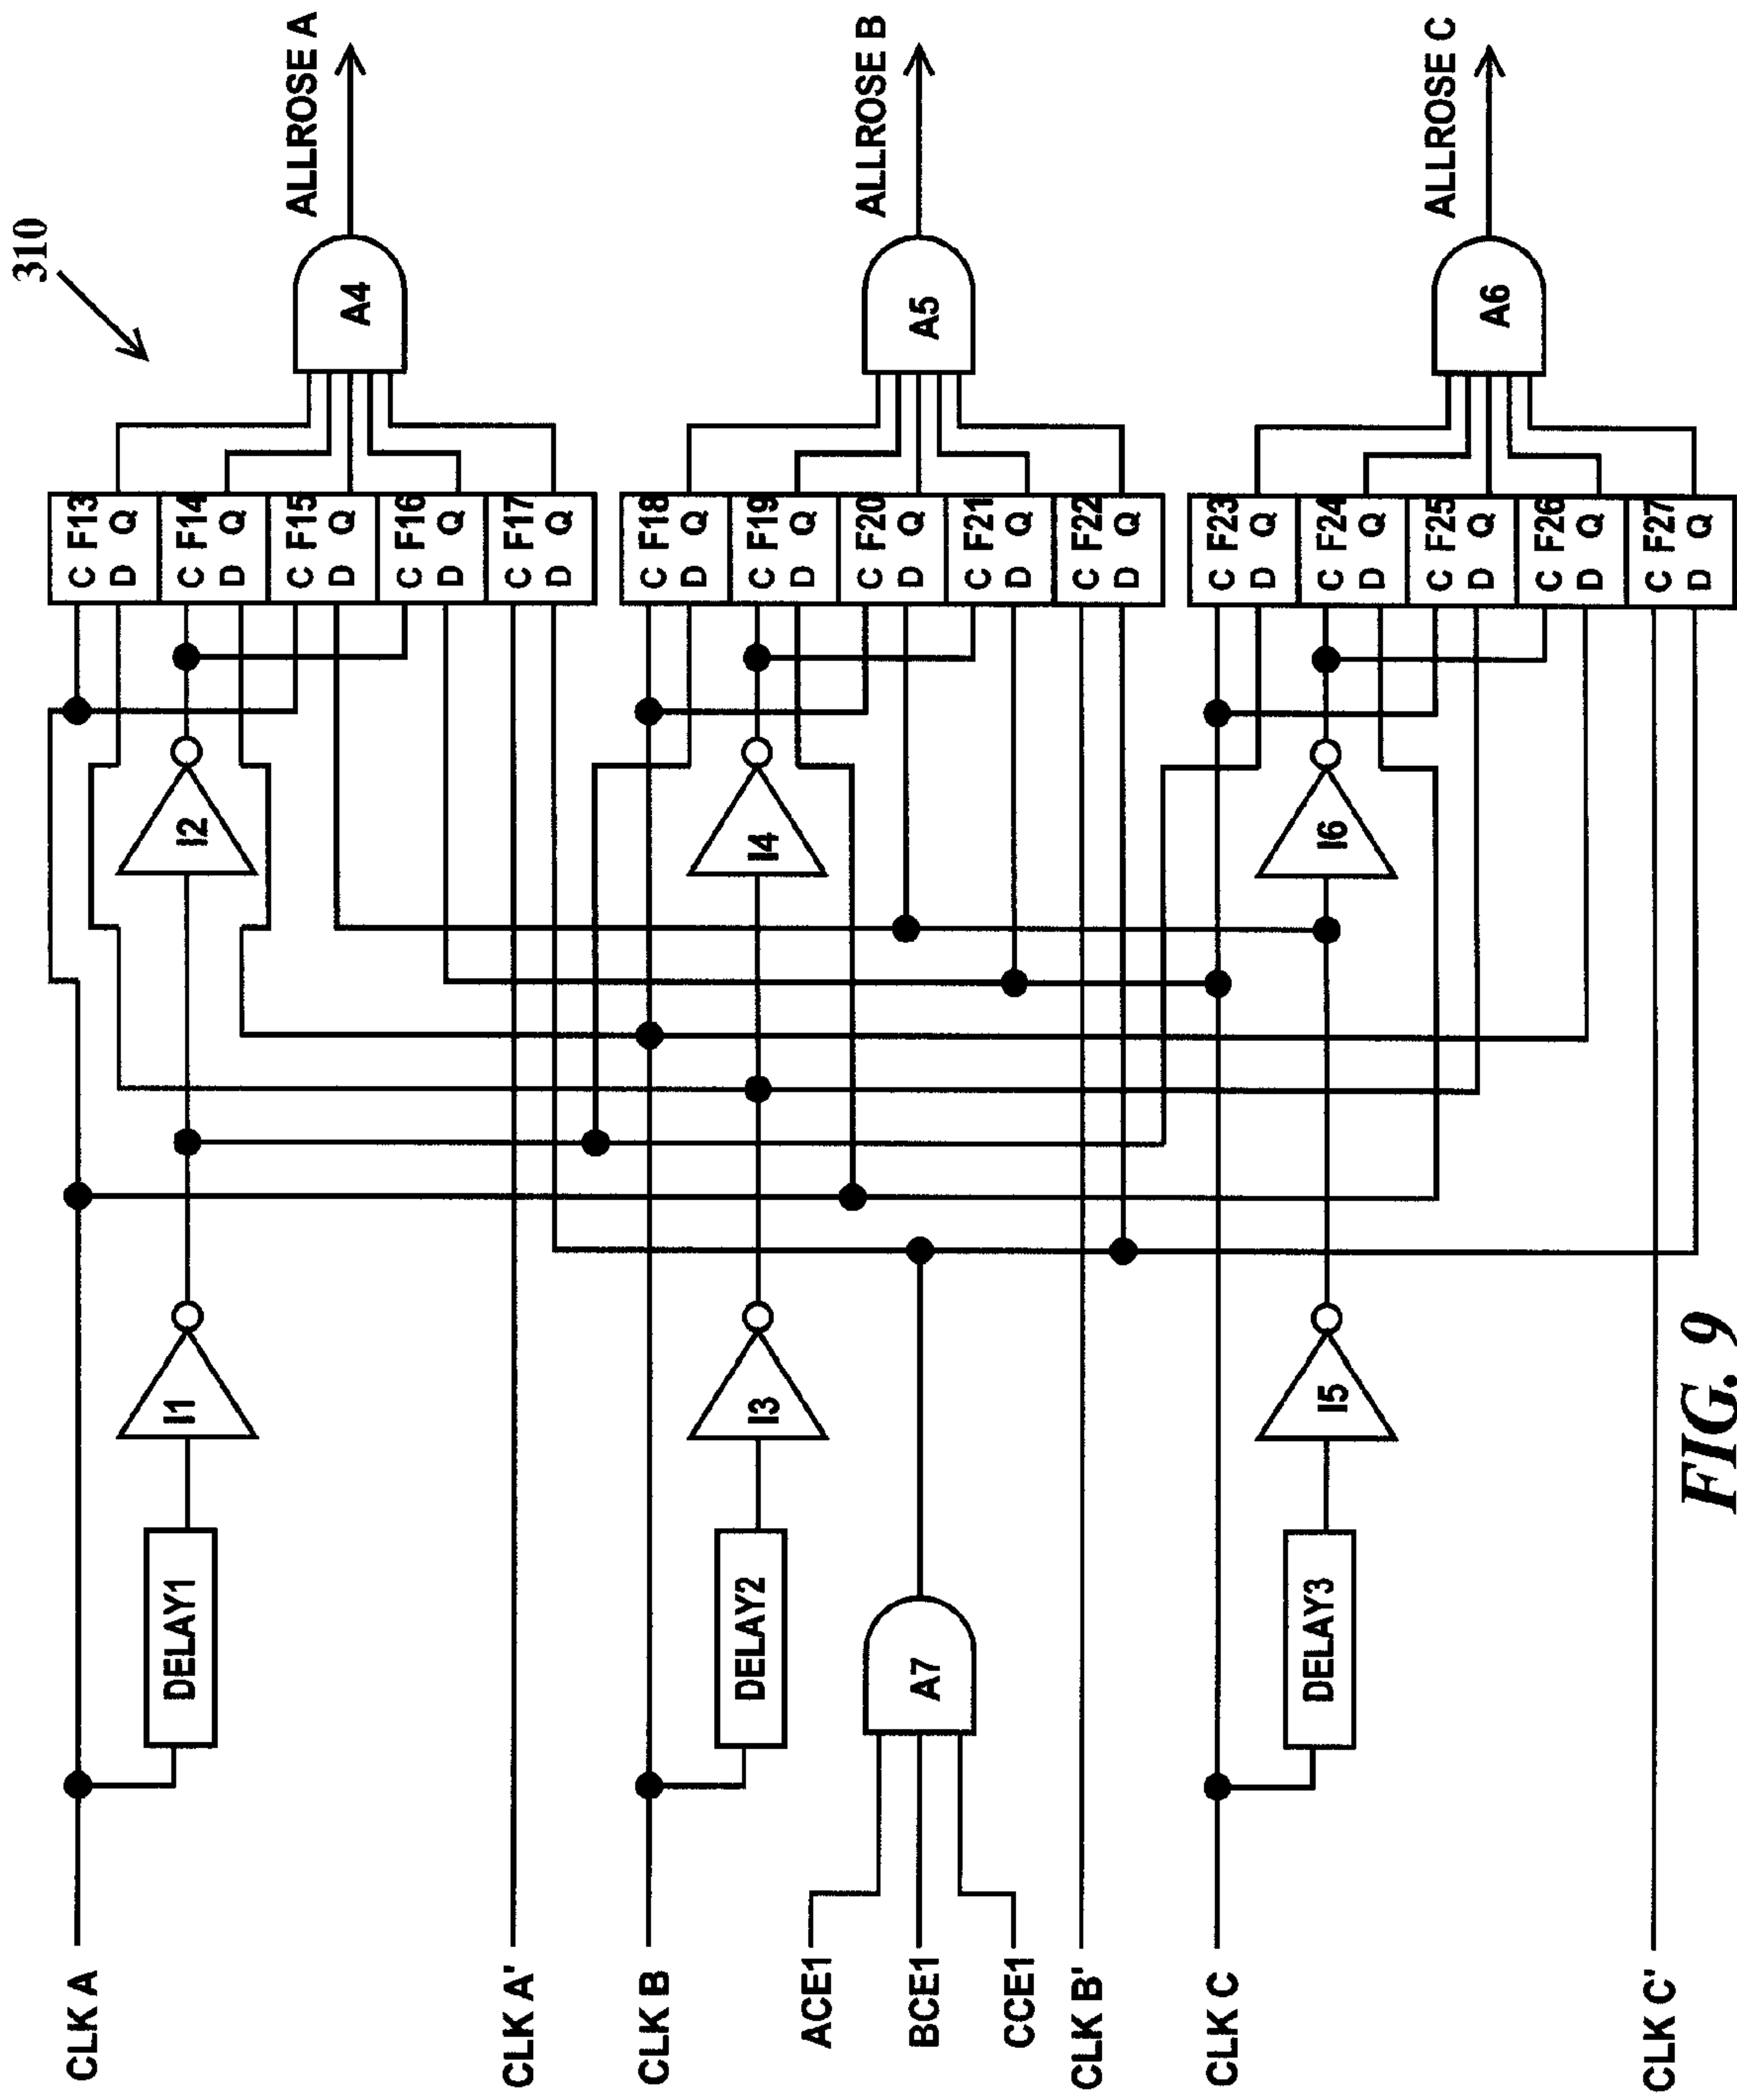 310
CLK A
DELAY1
I1
I2
C F13
D Q
C F14
D Q
C F15
D Q
C F16
D Q
C F17
D Q
A4
ALLROSE A
CLK A'
CLK B
DELAY2
I3
I4
C F18
D Q
C F19
D Q
C F20
D Q
C F21
D Q
C F22
D Q
A5
ALLROSE B
ACE1
BCE1
CCE1
A7
CLK B'
CLK C
DELAY3
I5
I6
C F23
D Q
C F24
D Q
C F25
D Q
C F26
D Q
C F27
D Q
A6
ALLROSE C
CLK C'
FIG. 9